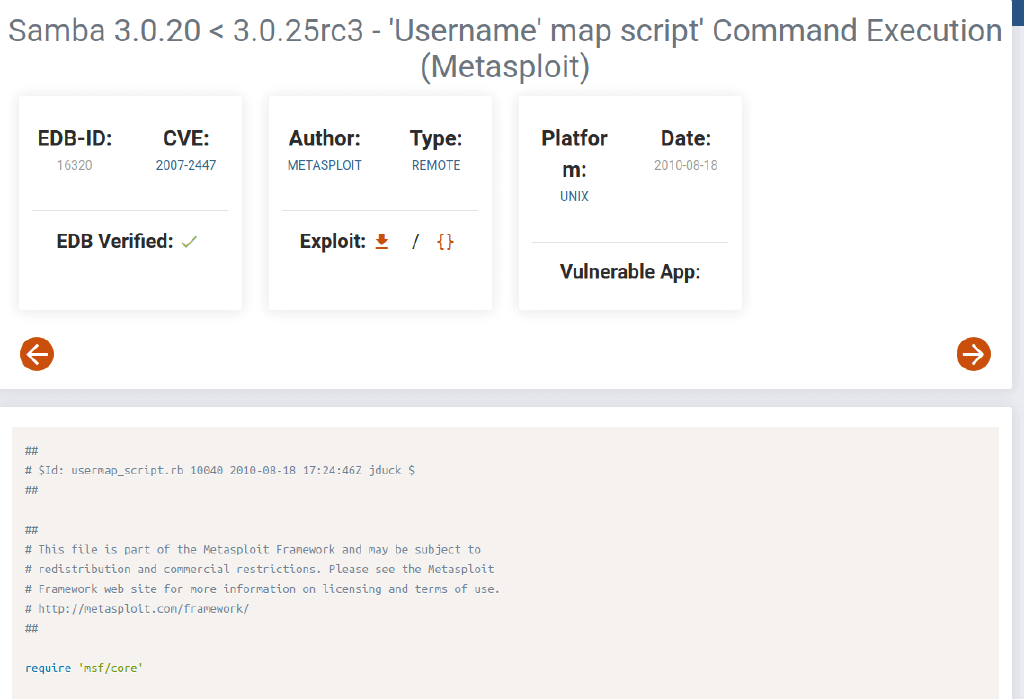 Samba 3.0.20 < 3.0.25rc3 - 'Username' map script' Command Execution
(Metasploit)
EDB-ID:
16320
CVE:
2007-2447
EDB Verified:
Author:
METASPLOIT
Type:
REMOTE
Exploit: / {}
Platfor
m:
UNIX
Date:
2010-08-18
Vulnerable App:
##
# $Id: usermap_script.rb 10040 2010-08-18 17:24:46Z jduck $
##
##
# This file is part of the Metasploit Framework and may be subject to
# redistribution and commercial restrictions. Please see the Metasploit
# Framework web site for more information on licensing and terms of use.
# http://metasploit.com/framework/
##
require 'msf/core'